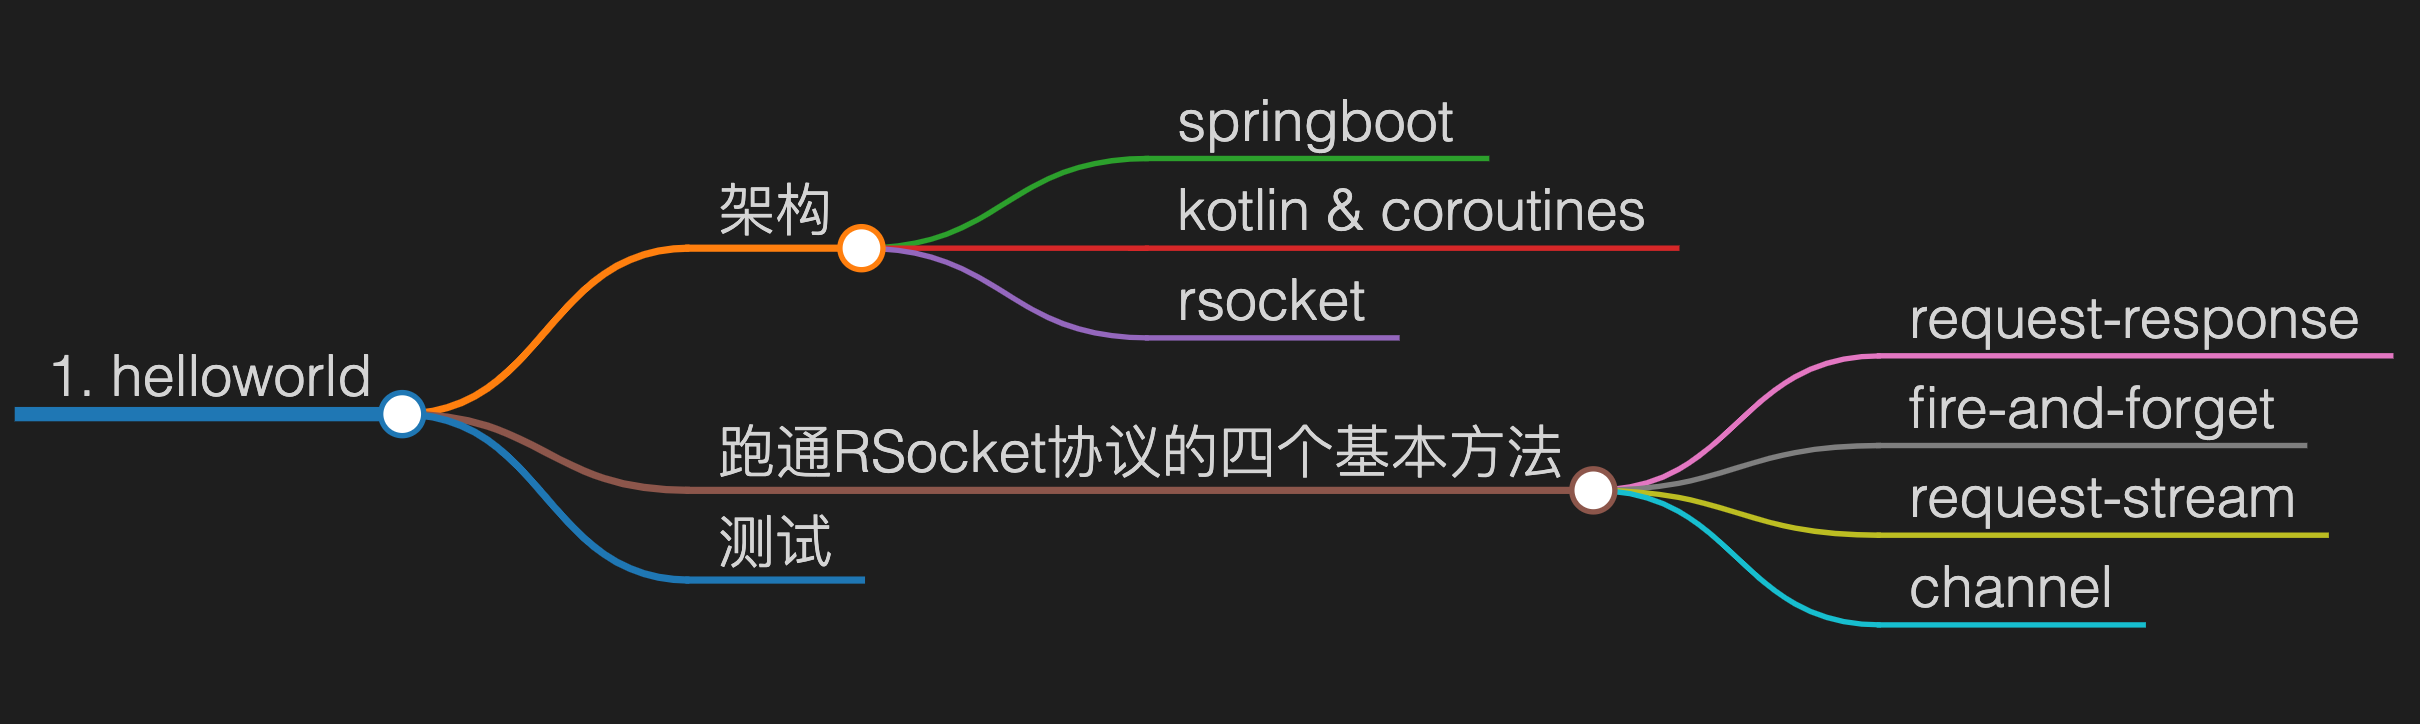 1. helloworld
架构
springboot
kotlin & coroutines
rsocket
跑通RSocket协议的四个基本方法
request-response
fire-and-forget
request-stream
channel
测试